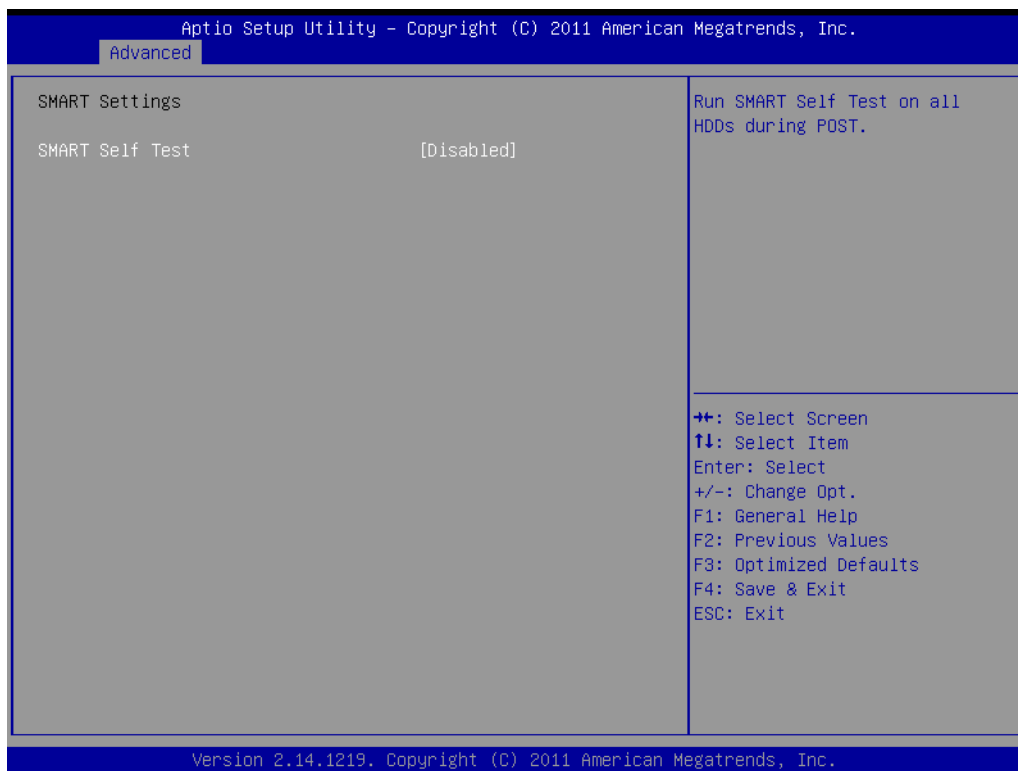 Aptio Setup Utility – Copyright (C) 2011 American Megatrends, Inc.
Advanced
SMART Settings
SMART Self Test [Disabled]
Run SMART Self Test on all
HDDs during POST.
→←: Select Screen
↑↓: Select Item
Enter: Select
+/-: Change Opt.
F1: General Help
F2: Previous Values
F3: Optimized Defaults
F4: Save & Exit
ESC: Exit
Version 2.14.1219. Copyright (C) 2011 American Megatrends, Inc.